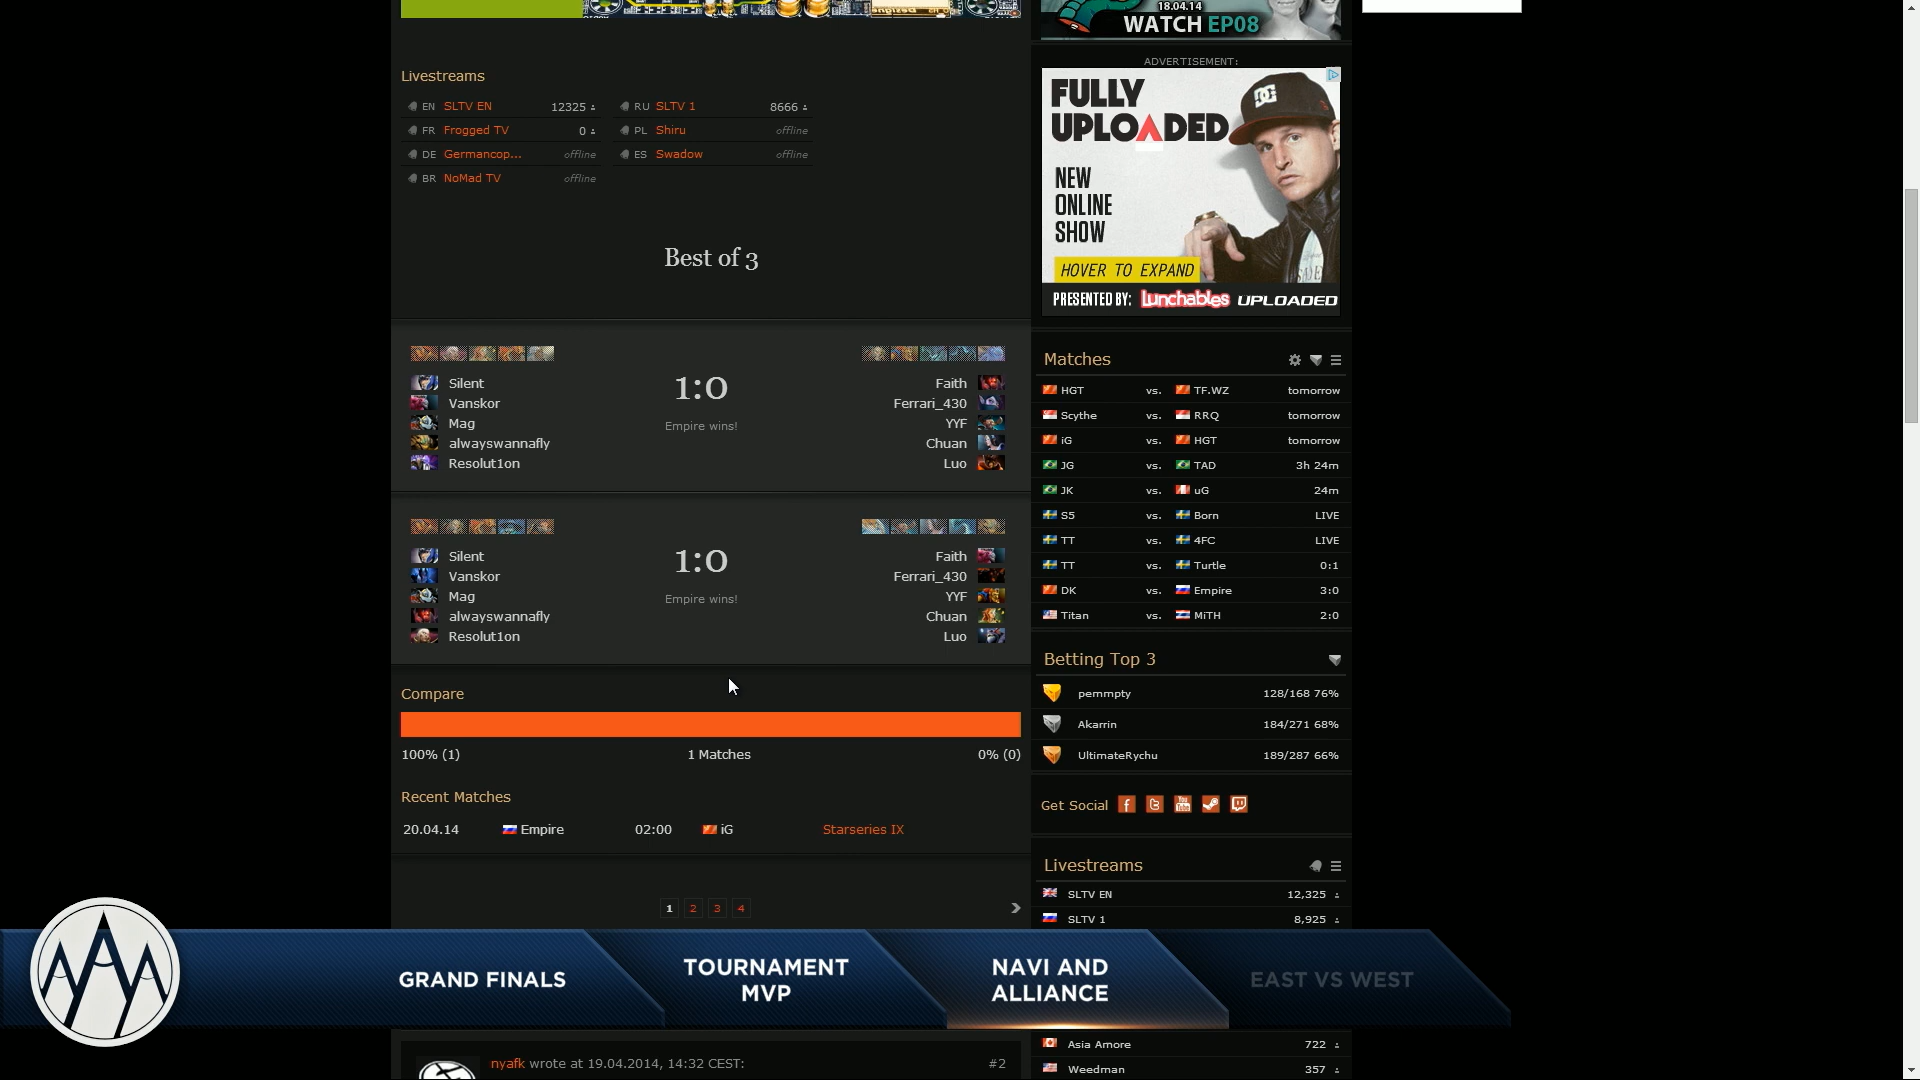 18.04.14
WATCH EP08
Livestreams
EN SLTV EN 12325
RU SLTV 1 8666
FR Frogged TV 0
PL Shiru offline
DE Germancop... offline
ES Swadow offline
BR NoMad TV offline
Best of 3
Silent
Vanskor
Mag
alwayswannafly
Resolut1on
1:0
Empire wins!
Faith
Ferrari_430
YYF
Chuan
Luo
Silent
Vanskor
Mag
alwayswannafly
Resolut1on
1:0
Empire wins!
Faith
Ferrari_430
YYF
Chuan
Luo
Compare
100% (1) 1 Matches 0% (0)
Recent Matches
20.04.14 Empire 02:00 iG Starseries IX
1 2 3 4
ADVERTISEMENT:
FULLY
UPLOADED
NEW
ONLINE
SHOW
HOVER TO EXPAND
PRESENTED BY: Lunchables UPLOADED
Matches
HGT vs. TF.WZ tomorrow
Scythe vs. RRQ tomorrow
iG vs. HGT tomorrow
JG vs. TAD 3h 24m
JK vs. uG 24m
S5 vs. Born LIVE
TT vs. 4FC LIVE
TT vs. Turtle 0:1
DK vs. Empire 3:0
Titan vs. MiTH 2:0
Betting Top 3
pemmpty 128/168 76%
Akarrin 184/271 68%
UltimateRychu 189/287 66%
Get Social
Livestreams
SLTV EN 12,325
SLTV 1 8,925
GRAND FINALS
TOURNAMENT
MVP
NAVI AND
ALLIANCE
EAST VS WEST
nyafk wrote at 19.04.2014, 14:32 CEST: #2
Asia Amore 722
Weedman 357